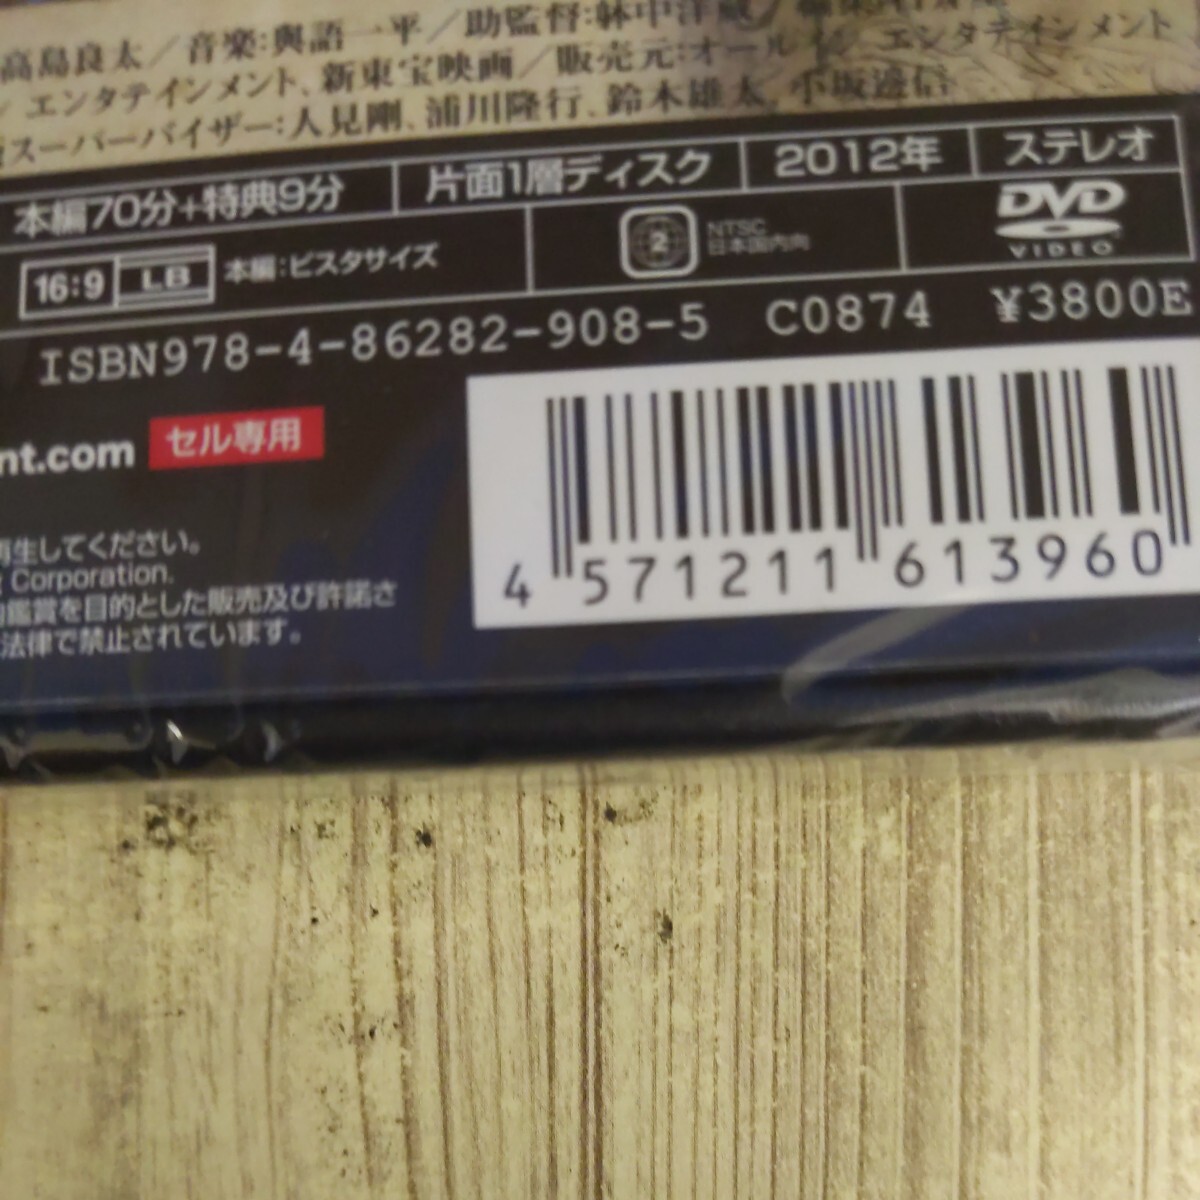 高島良太／音楽:與語一平／助監督:躰中洋蔵／
エンタテインメント、新東宝映画／販売元:オールイン エンタテインメント
スーパーバイザー:人見剛、浦川隆行、鈴木雄太、小坂逸信
本編70分+特典9分 片面1層ディスク 2012年 ステレオ
16:9 LB 本編:ビスタサイズ 2 NTSC 日本国内向 DVD VIDEO
ISBN978-4-86282-908-5 C0874 ¥3800E
nt.com セル専用
再生してください。
Corporation.
的鑑賞を目的とした販売及び許諾さ
法律で禁止されています。
4 571211 613960